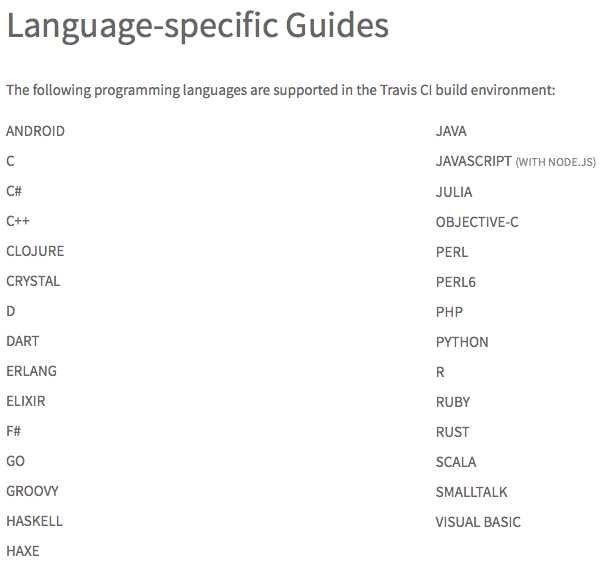 Language-specific Guides
The following programming languages are supported in the Travis CI build environment:
ANDROID
C
C#
C++
CLOJURE
CRYSTAL
D
DART
ERLANG
ELIXIR
F#
GO
GROOVY
HASKELL
HAXE
JAVA
JAVASCRIPT (WITH NODE.JS)
JULIA
OBJECTIVE-C
PERL
PERL6
PHP
PYTHON
R
RUBY
RUST
SCALA
SMALLTALK
VISUAL BASIC